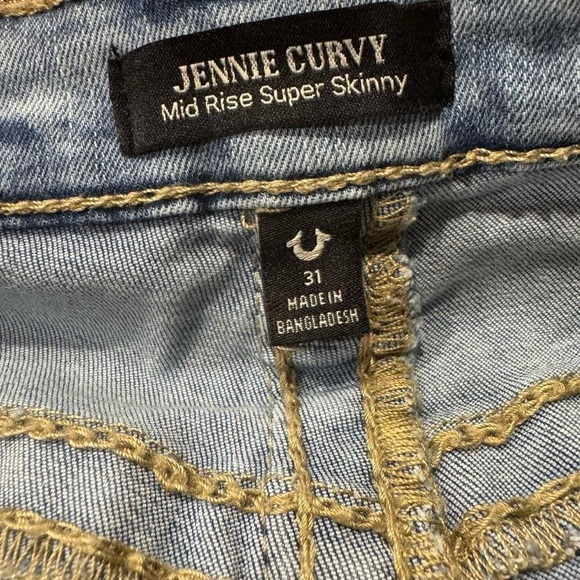 JENNIE CURVY
Mid Rise Super Skinny
31
MADE IN
BANGLADESH